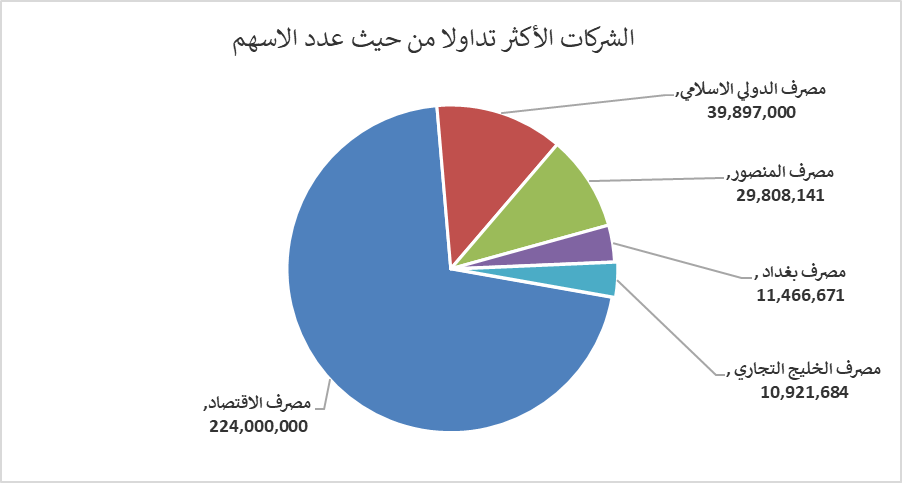 الشركات الأكثر تداولا من حيث عدد الاسهم
مصرف الدولي الاسلامي,
39,897,000
مصرف المنصور,
29,808,141
مصرف بغداد ,
11,466,671
مصرف الخليج التجاري ,
10,921,684
مصرف الاقتصاد,
224,000,000